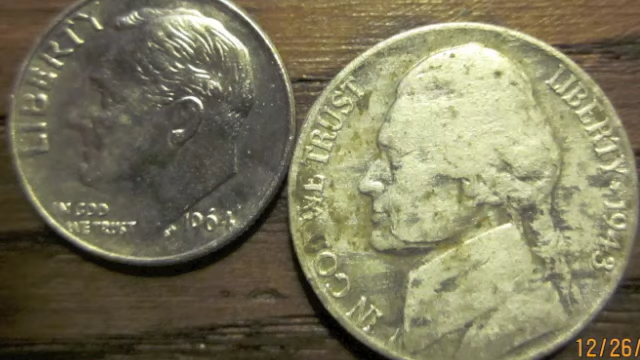 LIBERTY
IN GOD
WE TRUST
1964
IN GOD WE TRUST
LIBERTY ★ 1943
12/26/